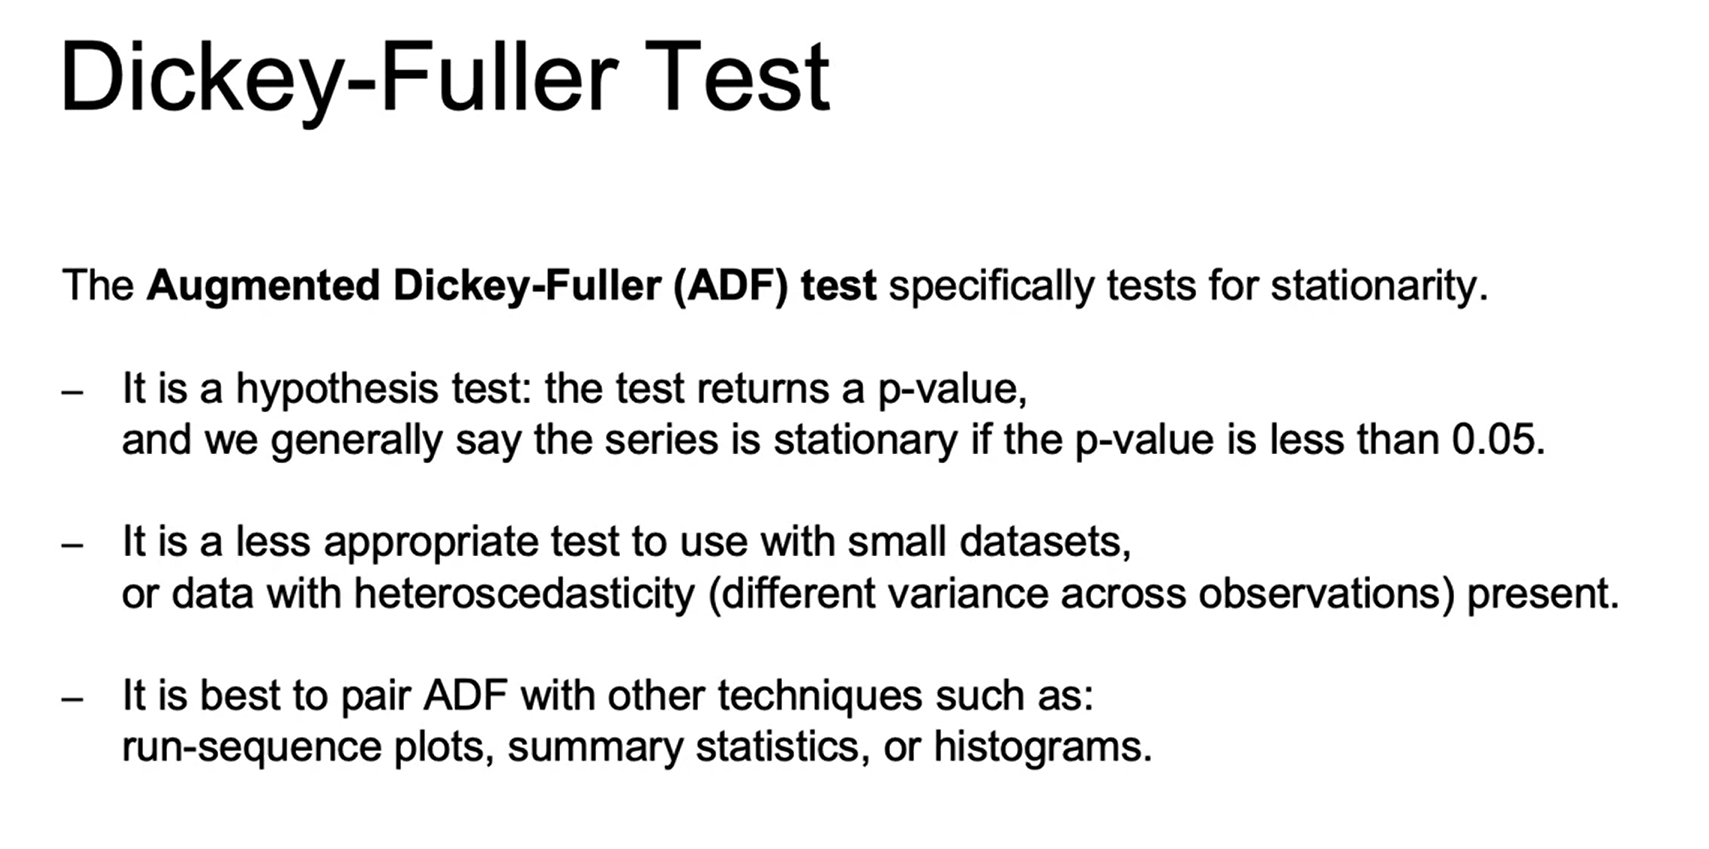 Dickey-Fuller Test
The Augmented Dickey-Fuller (ADF) test specifically tests for stationarity.
– It is a hypothesis test: the test returns a p-value,
and we generally say the series is stationary if the p-value is less than 0.05.
– It is a less appropriate test to use with small datasets,
or data with heteroscedasticity (different variance across observations) present.
– It is best to pair ADF with other techniques such as:
run-sequence plots, summary statistics, or histograms.